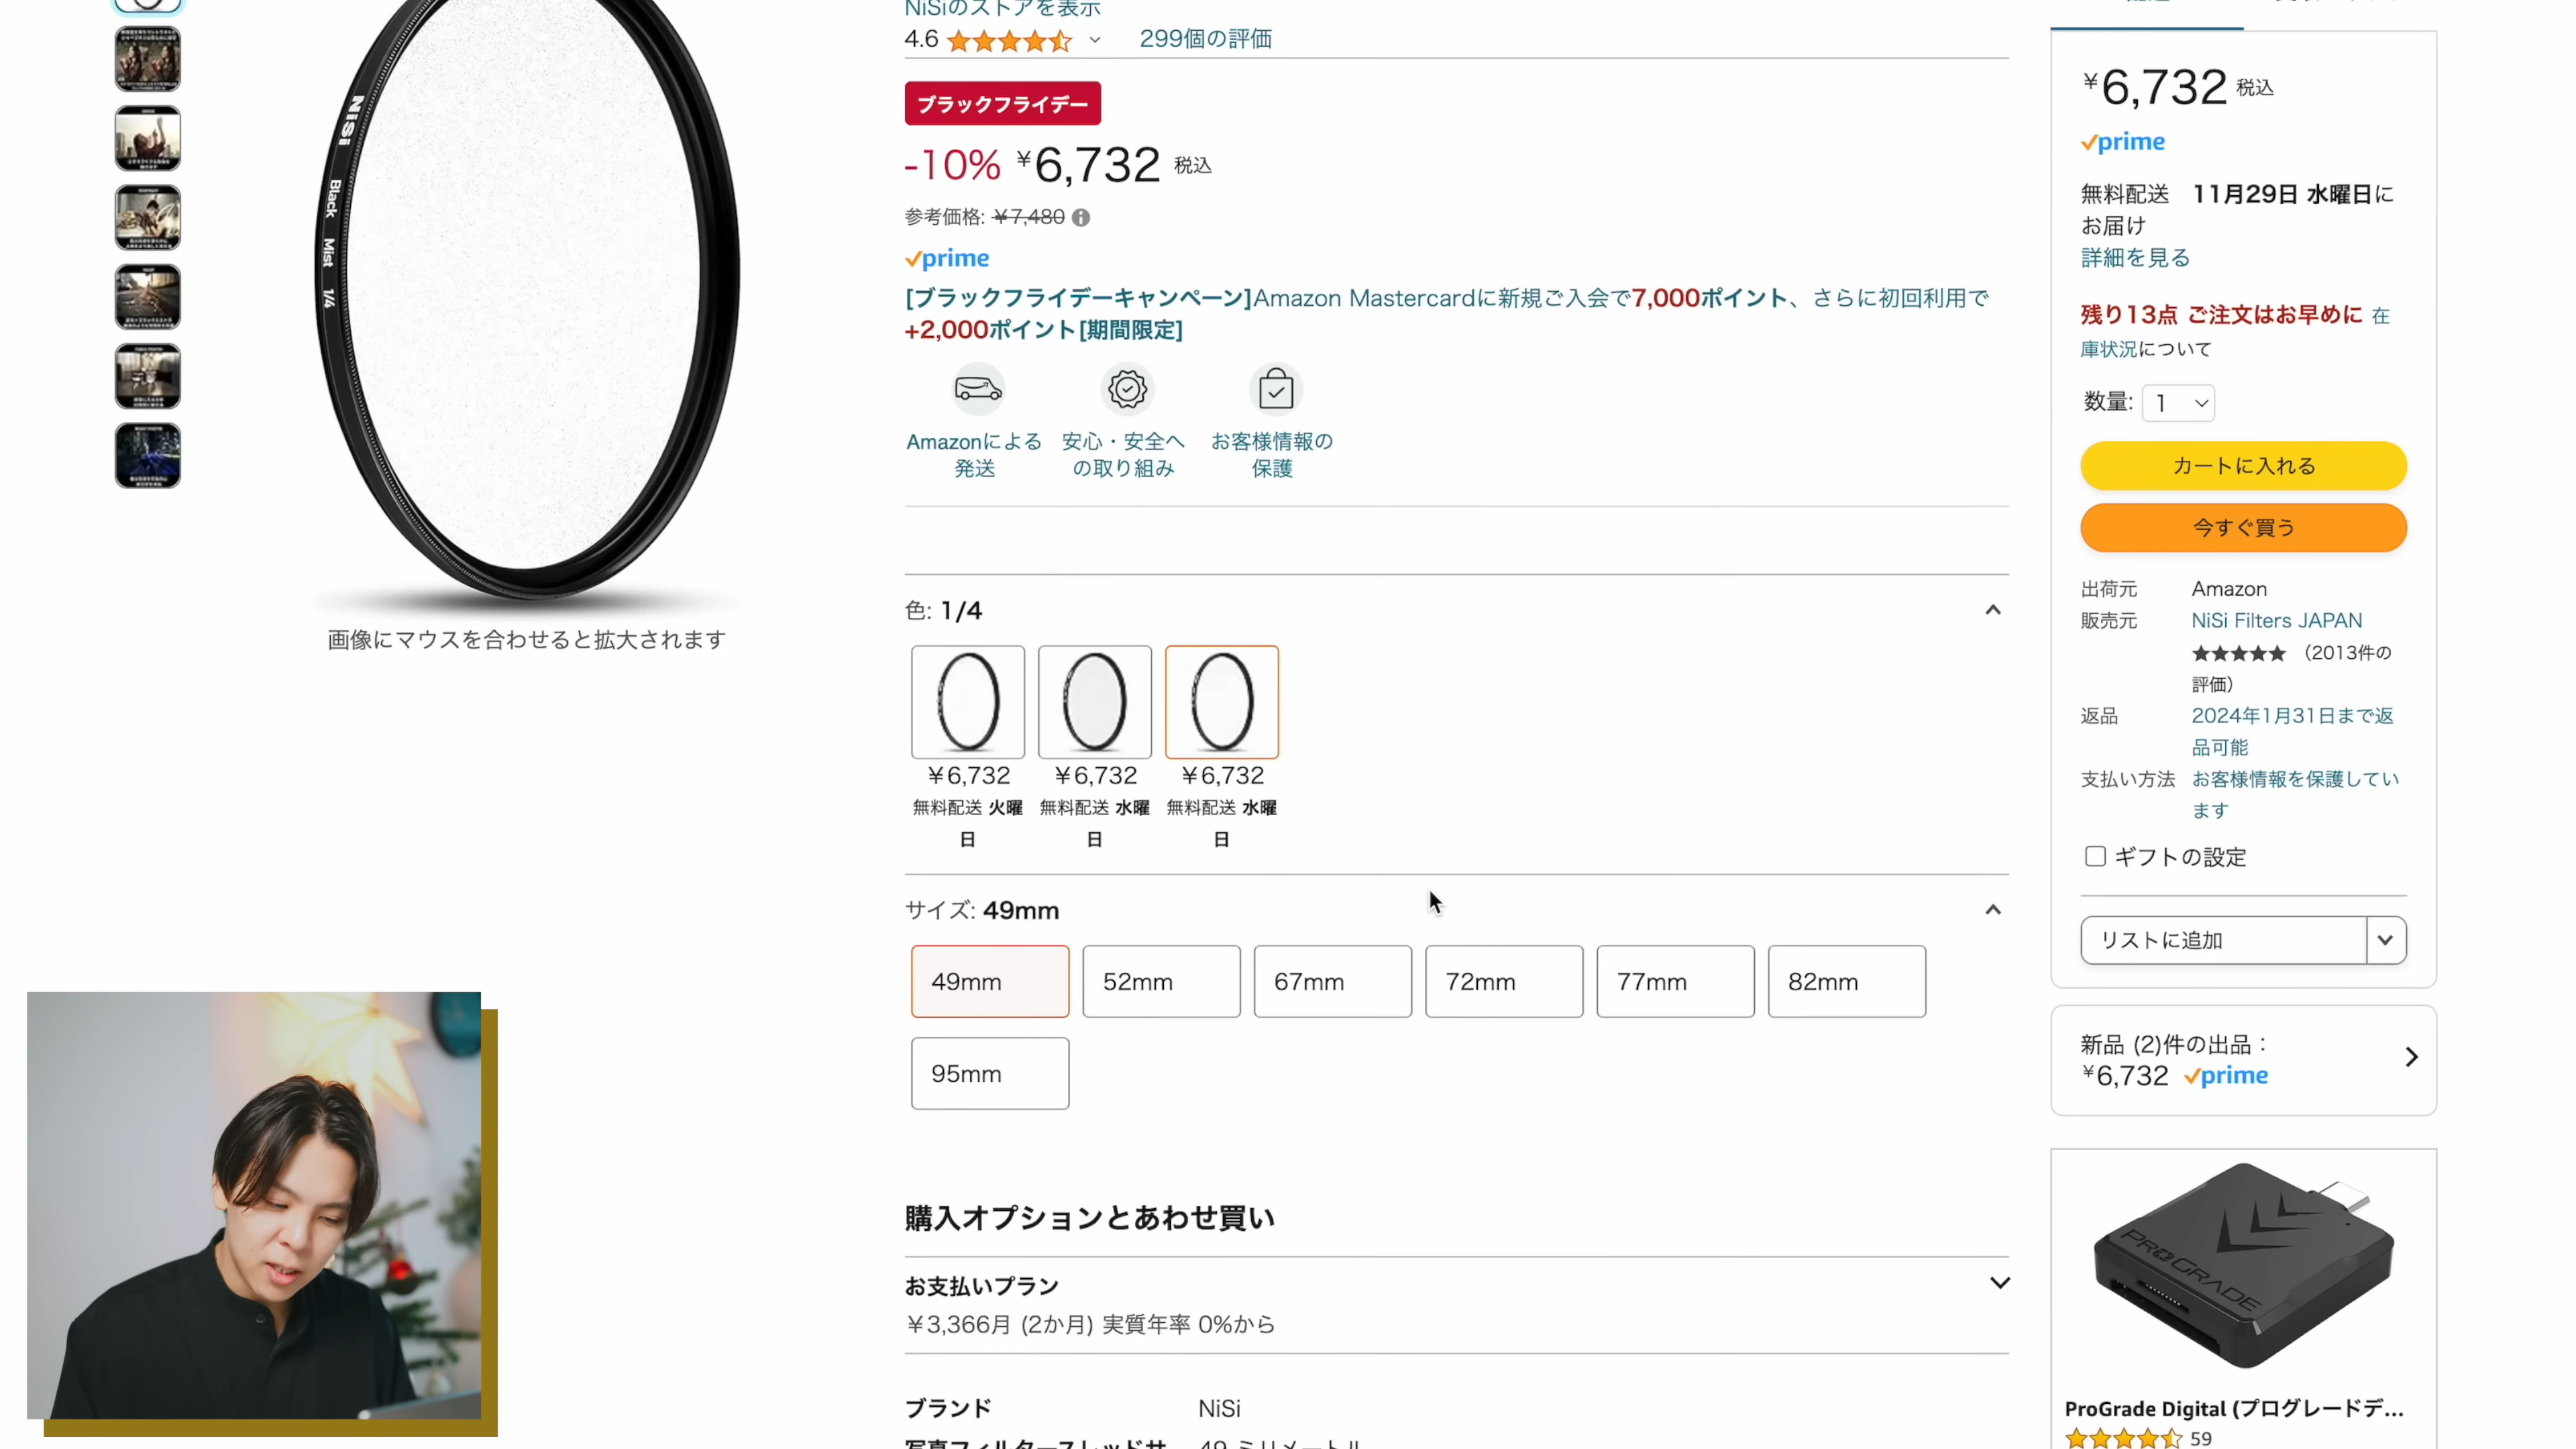 NiSiのストアを表示
4.6
299個の評価
ブラックフライデー
-10% ¥6,732 税込
参考価格: ¥7,480
prime
[ブラックフライデーキャンペーン]Amazon Mastercardに新規ご入会で7,000ポイント、さらに初回利用で
+2,000ポイント[期間限定]
Amazonによる
発送
安心・安全へ
の取り組み
お客様情報の
保護
NiSi Black Mist 1/4
画像にマウスを合わせると拡大されます
色: 1/4
¥6,732
無料配送 火曜
日
¥6,732
無料配送 水曜
日
¥6,732
無料配送 水曜
日
サイズ: 49mm
49mm
52mm
67mm
72mm
77mm
82mm
95mm
購入オプションとあわせ買い
お支払いプラン
¥3,366月 (2か月) 実質年率 0%から
ブランド NiSi
¥6,732 税込
prime
無料配送 11月29日 水曜日に
お届け
詳細を見る
残り13点 ご注文はお早めに 在
庫状況について
数量: 1
カートに入れる
今すぐ買う
出荷元 Amazon
販売元 NiSi Filters JAPAN
★★★★★ （2013件の
評価）
返品 2024年1月31日まで返
品可能
支払い方法 お客様情報を保護してい
ます
ギフトの設定
リストに追加
新品 (2)件の出品：
¥6,732 prime
PROGRADE
ProGrade Digital (プログレードデ...
59